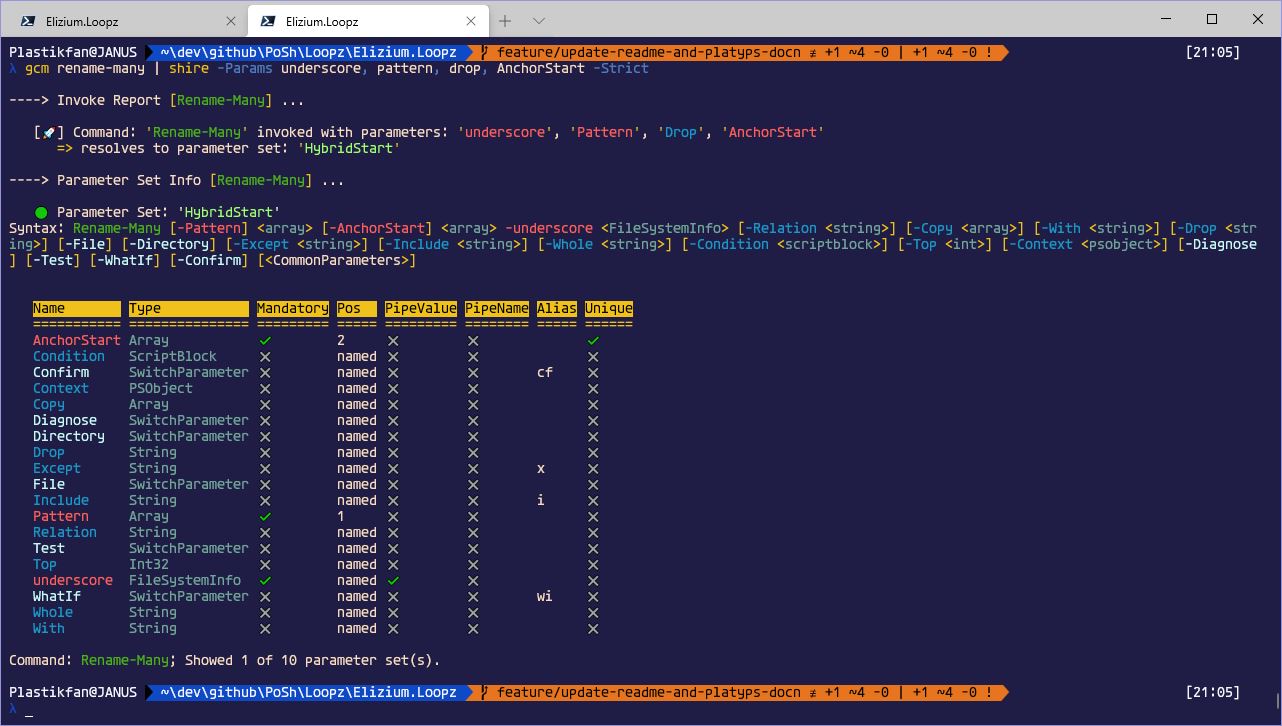 Elizium.Loopz
Elizium.Loopz
Plastikfan@JANUS ~\dev\github\PoSh\Loopz\Elizium.Loopz feature/update-readme-and-platyps-docn ≢ +1 ~4 -0 | +1 ~4 -0 ! [21:05]
λ gcm rename-many | shire -Params underscore, pattern, drop, AnchorStart -Strict
----> Invoke Report [Rename-Many] ...
[🚀] Command: 'Rename-Many' invoked with parameters: 'underscore', 'Pattern', 'Drop', 'AnchorStart'
=> resolves to parameter set: 'HybridStart'
----> Parameter Set Info [Rename-Many] ...
🟢 Parameter Set: 'HybridStart'
Syntax: Rename-Many [-Pattern] <array> [-AnchorStart] <array> -underscore <FileSystemInfo> [-Relation <string>] [-Copy <array>] [-With <string>] [-Drop <str
ing>] [-File] [-Directory] [-Except <string>] [-Include <string>] [-Whole <string>] [-Condition <scriptblock>] [-Top <int>] [-Context <psobject>] [-Diagnose
] [-Test] [-WhatIf] [-Confirm] [<CommonParameters>]
Name Type Mandatory Pos PipeValue PipeName Alias Unique
=========== =============== ========= ===== ========= ======== ===== ======
AnchorStart Array ✓ 2 ✕ ✕ ✓
Condition ScriptBlock ✕ named ✕ ✕ ✕
Confirm SwitchParameter ✕ named ✕ ✕ cf ✕
Context PSObject ✕ named ✕ ✕ ✕
Copy Array ✕ named ✕ ✕ ✕
Diagnose SwitchParameter ✕ named ✕ ✕ ✕
Directory SwitchParameter ✕ named ✕ ✕ ✕
Drop String ✕ named ✕ ✕ ✕
Except String ✕ named ✕ ✕ x ✕
File SwitchParameter ✕ named ✕ ✕ ✕
Include String ✕ named ✕ ✕ i ✕
Pattern Array ✓ 1 ✕ ✕ ✕
Relation String ✕ named ✕ ✕ ✕
Test SwitchParameter ✕ named ✕ ✕ ✕
Top Int32 ✕ named ✕ ✕ ✕
underscore FileSystemInfo ✓ named ✓ ✕ ✕
WhatIf SwitchParameter ✕ named ✕ ✕ wi ✕
Whole String ✕ named ✕ ✕ ✕
With String ✕ named ✕ ✕ ✕
Command: Rename-Many; Showed 1 of 10 parameter set(s).
Plastikfan@JANUS ~\dev\github\PoSh\Loopz\Elizium.Loopz feature/update-readme-and-platyps-docn ≢ +1 ~4 -0 | +1 ~4 -0 ! [21:05]
λ _